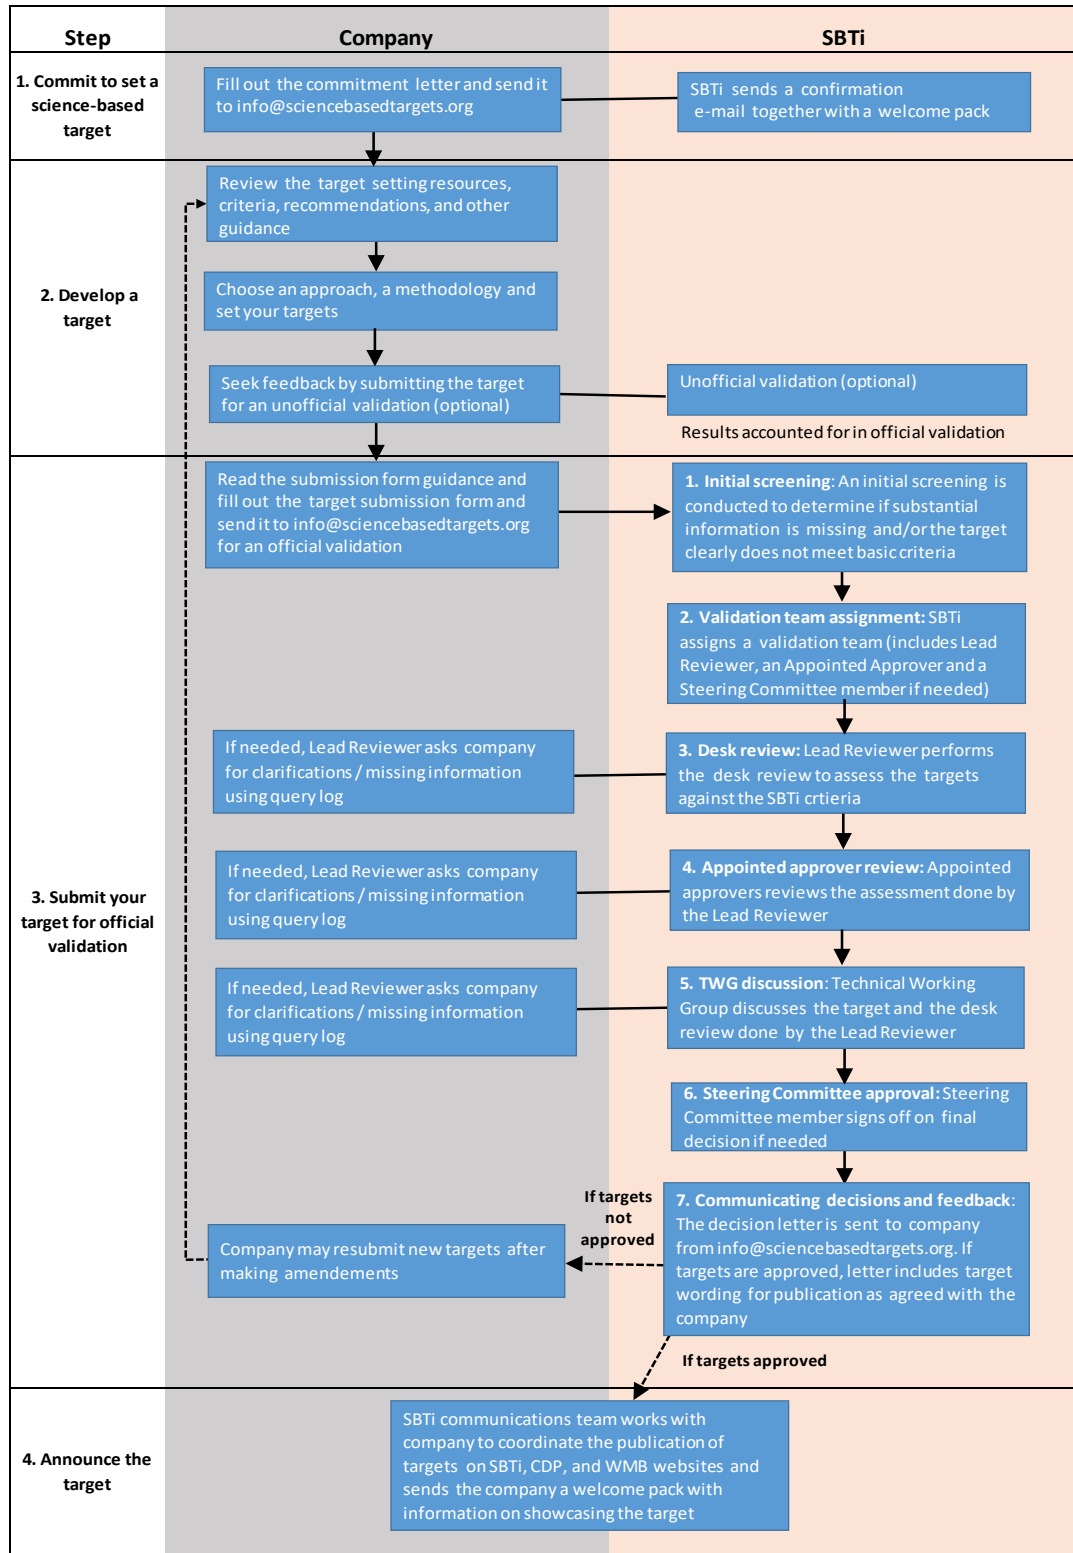 Step
Company
SBTi
1. Commit to set a
science-based
target
Fill out the commitment letter and send it
to info@sciencebasedtargets.org
SBTi sends a confirmation
e-mail together with a welcome pack
2. Develop a
target
Review the target setting resources,
criteria, recommendations, and other
guidance
Choose an approach, a methodology and
set your targets
Seek feedback by submitting the target
for an unofficial validation (optional)
Unofficial validation (optional)
Results accounted for in official validation
3. Submit your
target for official
validation
Read the submission form guidance and
fill out the target submission form and
send it to info@sciencebasedtargets.org
for an official validation
1. Initial screening: An initial screening is
conducted to determine if substantial
information is missing and/or the target
clearly does not meet basic criteria
2. Validation team assignment: SBTi
assigns a validation team (includes Lead
Reviewer, an Appointed Approver and a
Steering Committee member if needed)
If needed, Lead Reviewer asks company
for clarifications / missing information
using query log
3. Desk review: Lead Reviewer performs
the desk review to assess the targets
against the SBTi crtieria
If needed, Lead Reviewer asks company
for clarifications / missing information
using query log
4. Appointed approver review: Appointed
approvers reviews the assessment done by
the Lead Reviewer
If needed, Lead Reviewer asks company
for clarifications / missing information
using query log
5. TWG discussion: Technical Working
Group discusses the target and the desk
review done by the Lead Reviewer
6. Steering Committee approval: Steering
Committee member signs off on final
decision if needed
7. Communicating decisions and feedback:
The decision letter is sent to company
from info@sciencebasedtargets.org. If
targets are approved, letter includes target
wording for publication as agreed with the
company
If targets
not
approved
Company may resubmit new targets after
making amendements
If targets approved
4. Announce the
target
SBTi communications team works with
company to coordinate the publication of
targets on SBTi, CDP, and WMB websites and
sends the company a welcome pack with
information on showcasing the target